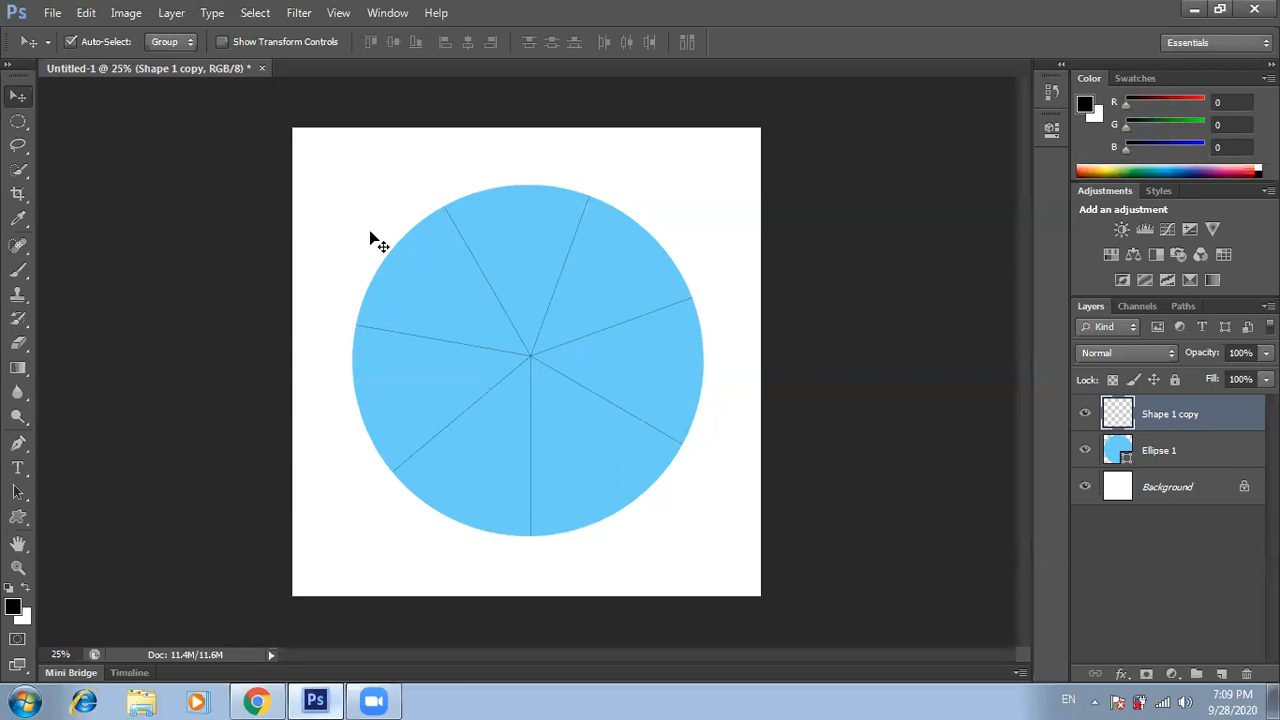 Ps File Edit Image Layer Type Select Filter View Window Help
Auto-Select: Group Show Transform Controls Essentials
Untitled-1 @ 25% (Shape 1 copy, RGB/8) *
Color Swatches
R 0
G 0
B 0
Adjustments Styles
Add an adjustment
Layers Channels Paths
Kind
Normal Opacity: 100%
Lock: Fill: 100%
Shape 1 copy
Ellipse 1
Background
25% Doc: 11.4M/11.6M
Mini Bridge Timeline
Ps EN 7:09 PM
9/28/2020